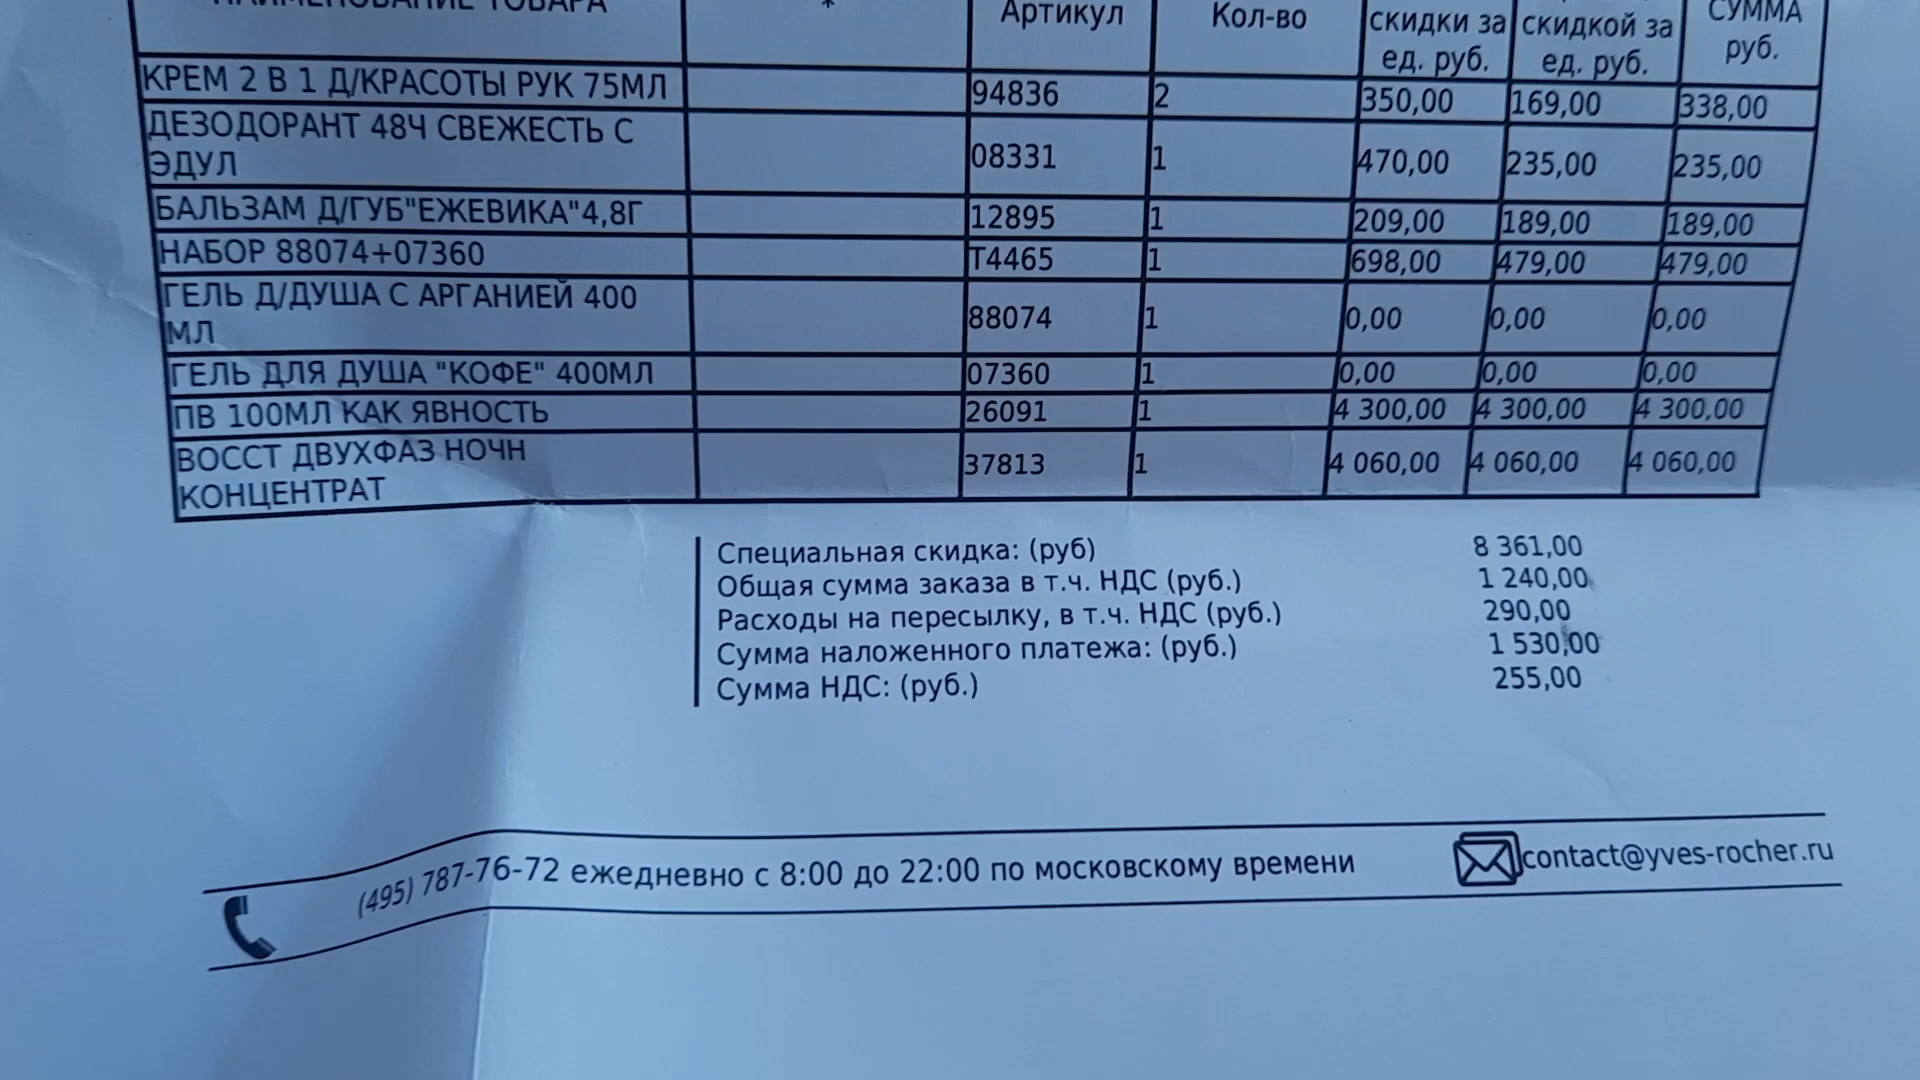 НАИМЕНОВАНИЕ ТОВАРА * Артикул Кол-во скидки за ед. руб. скидкой за ед. руб. СУММА руб.
КРЕМ 2 В 1 Д/КРАСОТЫ РУК 75МЛ 94836 2 350,00 169,00 338,00
ДЕЗОДОРАНТ 48Ч СВЕЖЕСТЬ С
ЭДУЛ 08331 1 470,00 235,00 235,00
БАЛЬЗАМ Д/ГУБ"ЕЖЕВИКА"4,8Г 12895 1 209,00 189,00 189,00
НАБОР 88074+07360 T4465 1 698,00 479,00 479,00
ГЕЛЬ Д/ДУША С АРГАНИЕЙ 400
МЛ 88074 1 0,00 0,00 0,00
ГЕЛЬ ДЛЯ ДУША "КОФЕ" 400МЛ 07360 1 0,00 0,00 0,00
ПВ 100МЛ КАК ЯВНОСТЬ 26091 1 4 300,00 4 300,00 4 300,00
ВОССТ ДВУХФАЗ НОЧН
КОНЦЕНТРАТ 37813 1 4 060,00 4 060,00 4 060,00
Специальная скидка: (руб) 8 361,00
Общая сумма заказа в т.ч. НДС (руб.) 1 240,00
Расходы на пересылку, в т.ч. НДС (руб.) 290,00
Сумма наложенного платежа: (руб.) 1 530,00
Сумма НДС: (руб.) 255,00
(495) 787-76-72 ежедневно с 8:00 до 22:00 по московскому времени contact@yves-rocher.ru